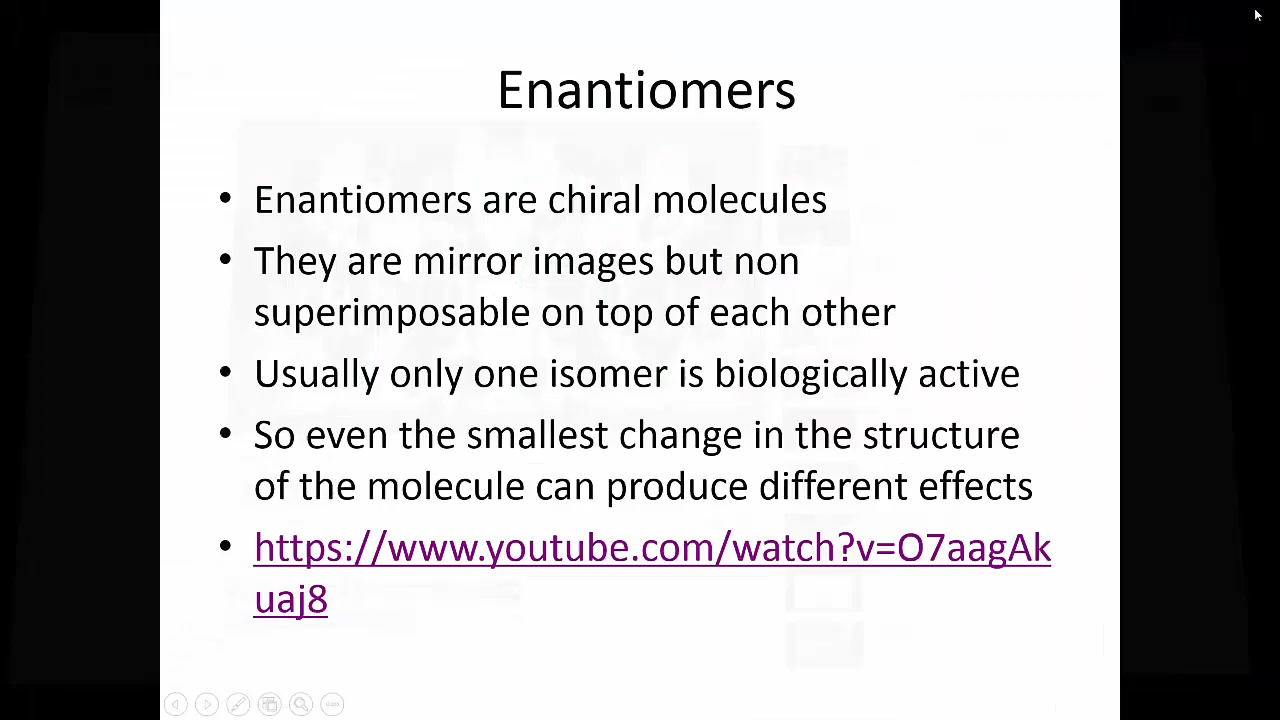 Enantiomers
• Enantiomers are chiral molecules
• They are mirror images but non
superimposable on top of each other
• Usually only one isomer is biologically active
• So even the smallest change in the structure
of the molecule can produce different effects
• https://www.youtube.com/watch?v=O7aagAk
uaj8